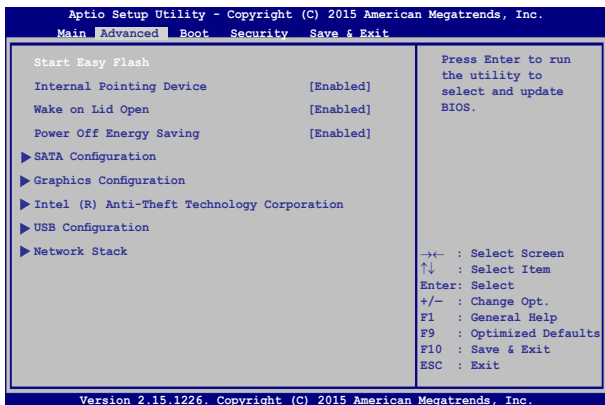 Aptio Setup Utility - Copyright (C) 2015 American Megatrends, Inc.
Main Advanced Boot Security Save & Exit
Start Easy Flash
Internal Pointing Device [Enabled]
Wake on Lid Open [Enabled]
Power Off Energy Saving [Enabled]
SATA Configuration
Graphics Configuration
Intel (R) Anti-Theft Technology Corporation
USB Configuration
Network Stack
Press Enter to run
the utility to
select and update
BIOS.
→← : Select Screen
↑↓ : Select Item
Enter: Select
+/— : Change Opt.
F1 : General Help
F9 : Optimized Defaults
F10 : Save & Exit
ESC : Exit
Version 2.15.1226. Copyright (C) 2015 American Megatrends, Inc.